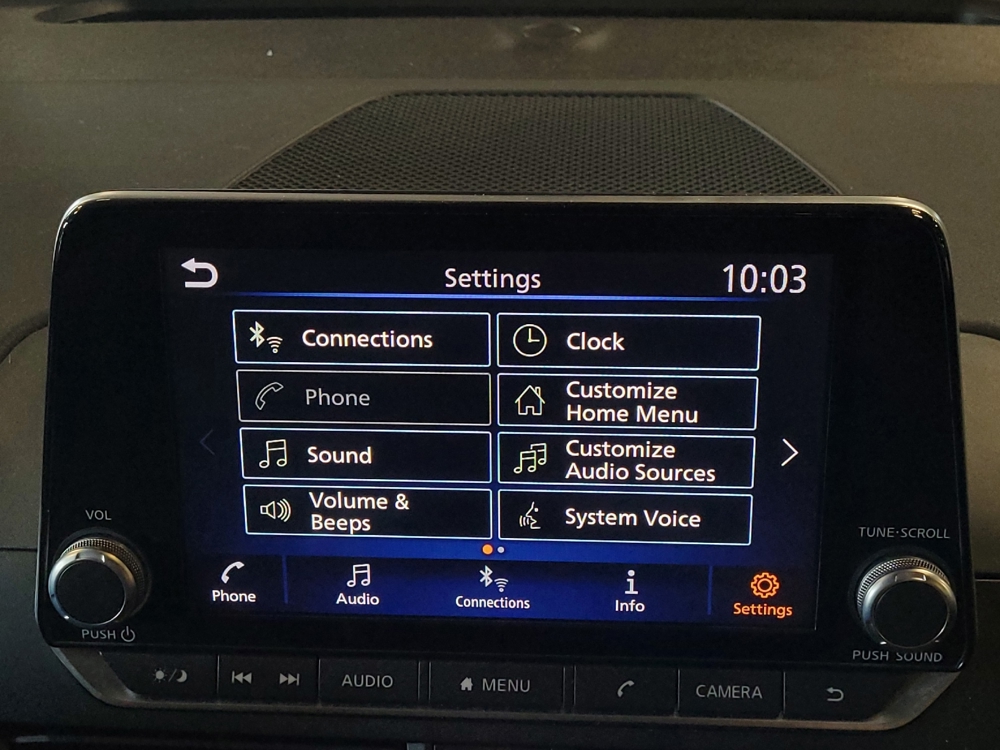 Settings
10:03
Connections
Clock
Phone
Customize
Home Menu
Sound
Customize
Audio Sources
Volume &
Beeps
System Voice
VOL
TUNE·SCROLL
Phone
Audio
Connections
Info
Settings
PUSH
PUSH SOUND
AUDIO
MENU
CAMERA